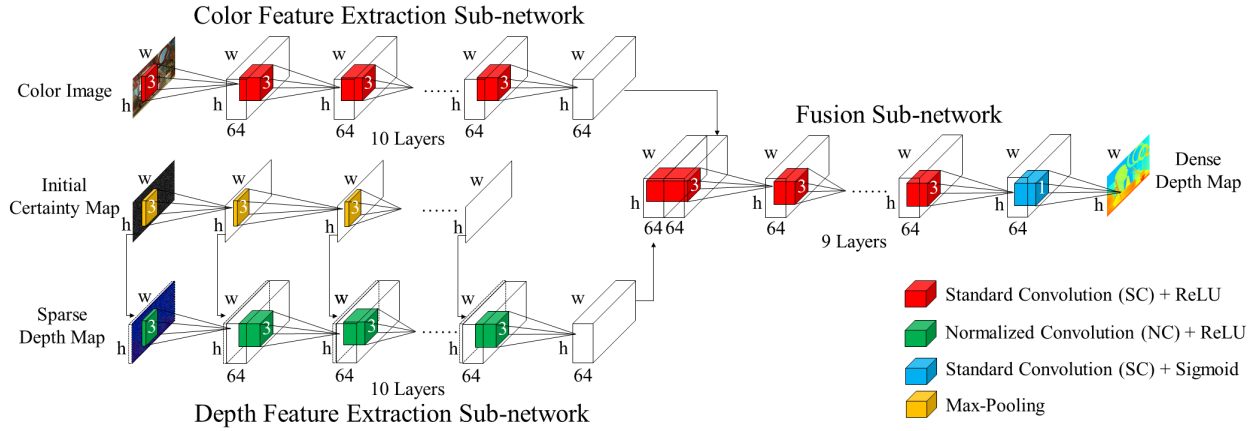 Color Feature Extraction Sub-network
Color Image
w
h
3
w
3
64
w
h
3
64
w
h
3
64
w
h
64
10 Layers
Initial
Certainty Map
w
h
3
w
h
3
w
h
3
w
h
Sparse
Depth Map
w
h
3
w
h
3
64
w
h
3
64
w
h
3
64
w
h
64
10 Layers
Depth Feature Extraction Sub-network
Fusion Sub-network
w
h
3
64 64
w
h
3
64
w
h
3
64
w
h
1
64
w
h
9 Layers
Dense
Depth Map
Standard Convolution (SC) + ReLU
Normalized Convolution (NC) + ReLU
Standard Convolution (SC) + Sigmoid
Max-Pooling